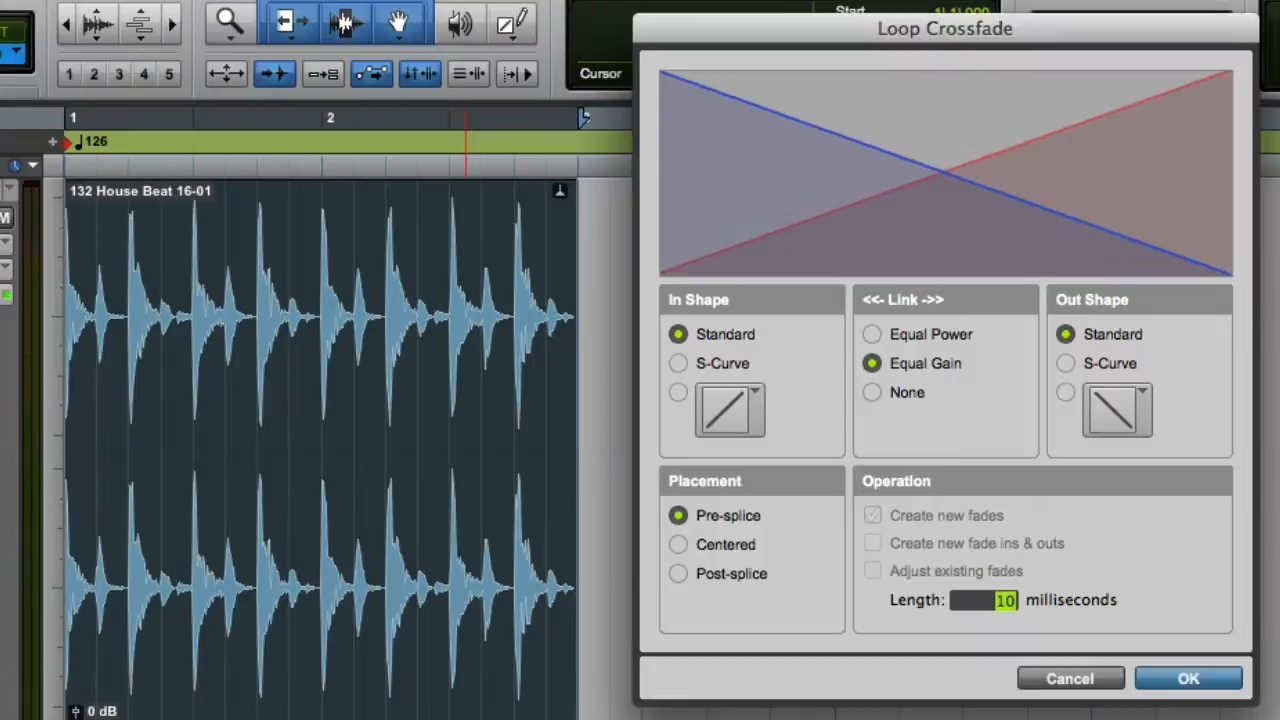 Start
Loop Crossfade
1 2 3 4 5
Cursor
1 2
126
132 House Beat 16-01
M
In Shape
Standard
S-Curve
<<- Link ->>
Equal Power
Equal Gain
None
Out Shape
Standard
S-Curve
Placement
Pre-splice
Centered
Post-splice
Operation
Create new fades
Create new fade ins & outs
Adjust existing fades
Length: 10 milliseconds
Cancel OK
0 dB